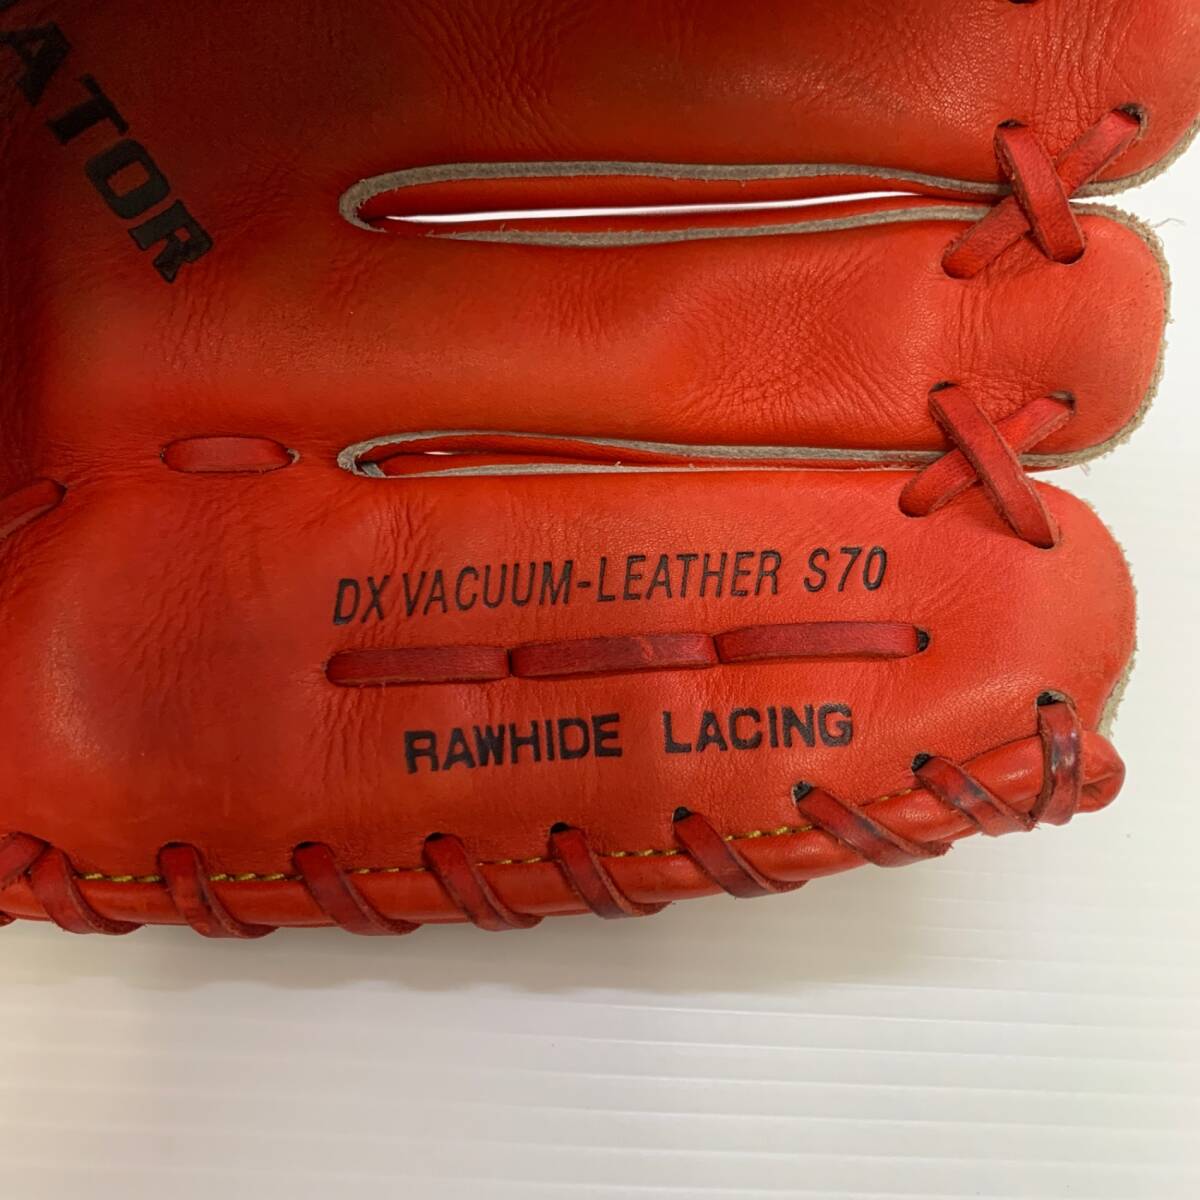 ATOR
DX VACUUM-LEATHER S70
RAWHIDE LACING